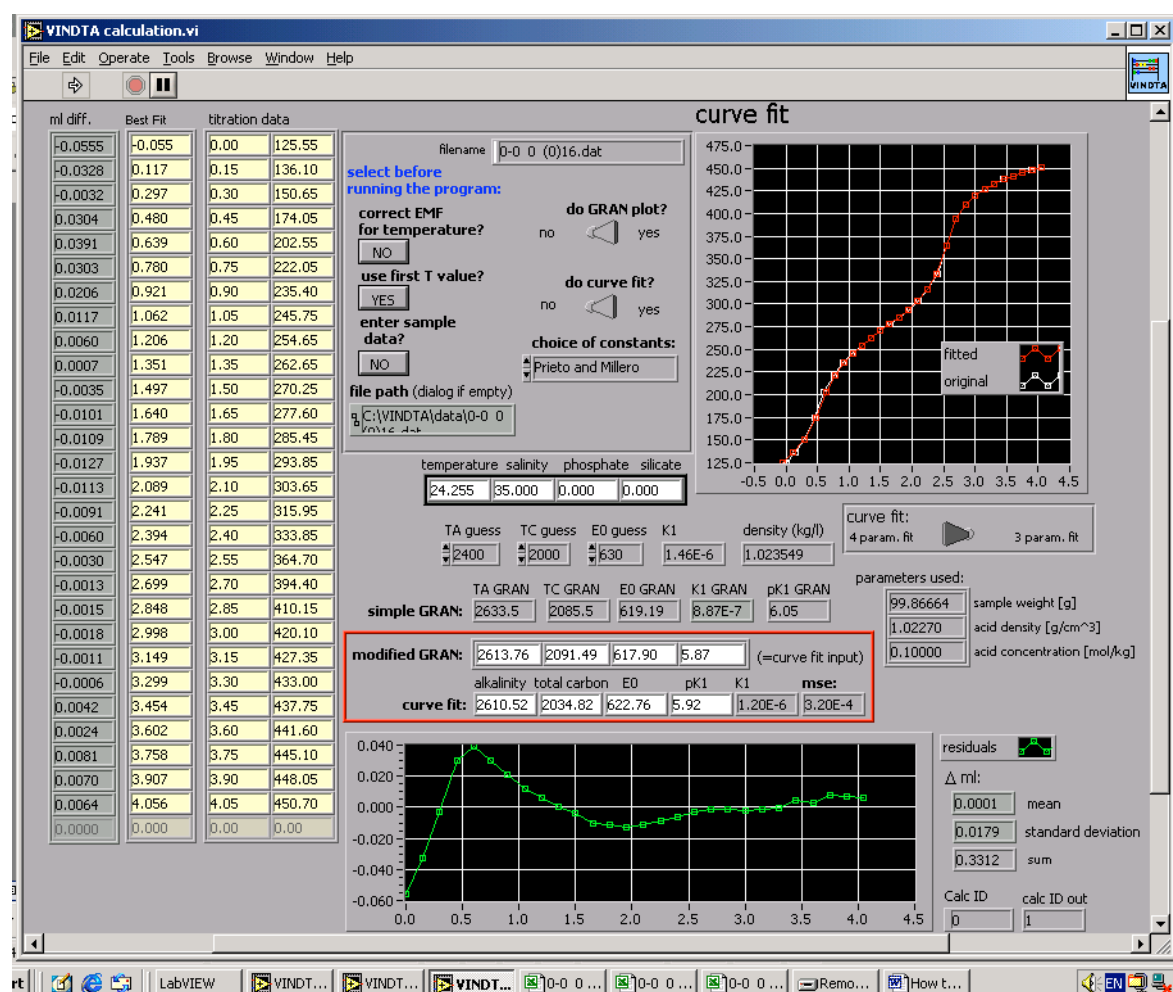 VINDTA calculation.vi
File Edit Operate Tools Browse Window Help
VINDTA
ml diff. Best Fit titration data
-0.0555 -0.055 0.00 125.55
-0.0328 0.117 0.15 136.10
-0.0032 0.297 0.30 150.65
0.0304 0.480 0.45 174.05
0.0391 0.639 0.60 202.55
0.0303 0.780 0.75 222.05
0.0206 0.921 0.90 235.40
0.0117 1.062 1.05 245.75
0.0060 1.206 1.20 254.65
0.0007 1.351 1.35 262.65
-0.0035 1.497 1.50 270.25
-0.0101 1.640 1.65 277.60
-0.0109 1.789 1.80 285.45
-0.0127 1.937 1.95 293.85
-0.0113 2.089 2.10 303.65
-0.0091 2.241 2.25 315.95
-0.0060 2.394 2.40 333.85
-0.0030 2.547 2.55 364.70
-0.0013 2.699 2.70 394.40
-0.0015 2.848 2.85 410.15
-0.0018 2.998 3.00 420.10
-0.0011 3.149 3.15 427.35
-0.0006 3.299 3.30 433.00
0.0042 3.454 3.45 437.75
0.0024 3.602 3.60 441.60
0.0081 3.758 3.75 445.10
0.0070 3.907 3.90 448.05
0.0064 4.056 4.05 450.70
0.0000 0.000 0.00 0.00
filename 0-0 0 (0)16.dat
select before
running the program:
correct EMF
for temperature?
NO
use first T value?
YES
enter sample
data?
NO
file path (dialog if empty)
C:\VINDTA\data\0-0 0
(0)16.dat
do GRAN plot?
no yes
do curve fit?
no yes
choice of constants:
Prieto and Millero
curve fit
475.0
450.0
425.0
400.0
375.0
350.0
325.0
300.0
275.0
250.0
225.0
200.0
175.0
150.0
125.0
-0.5 0.0 0.5 1.0 1.5 2.0 2.5 3.0 3.5 4.0 4.5
fitted
original
temperature salinity phosphate silicate
24.255 35.000 0.000 0.000
TA guess TC guess E0 guess K1 density (kg/l)
2400 2000 630 1.46E-6 1.023549
curve fit:
4 param. fit 3 param. fit
TA GRAN TC GRAN E0 GRAN K1 GRAN pK1 GRAN
simple GRAN: 2633.5 2085.5 619.19 8.87E-7 6.05
parameters used:
99.86664 sample weight [g]
1.02270 acid density [g/cm^3]
0.10000 acid concentration [mol/kg]
modified GRAN: 2613.76 2091.49 617.90 5.87 (=curve fit input)
alkalinity total carbon E0 pK1 K1 mse:
curve fit: 2610.52 2034.82 622.76 5.92 1.20E-6 3.20E-4
0.040
0.020
0.000
-0.020
-0.040
-0.060
0.0 0.5 1.0 1.5 2.0 2.5 3.0 3.5 4.0 4.5
residuals
Δ ml:
0.0001 mean
0.0179 standard deviation
0.3312 sum
Calc ID calc ID out
0 1
rt LabVIEW VINDT... VINDT... VINDT... 0-0 0 ... 0-0 0 ... 0-0 0 ... Remo... How t... EN